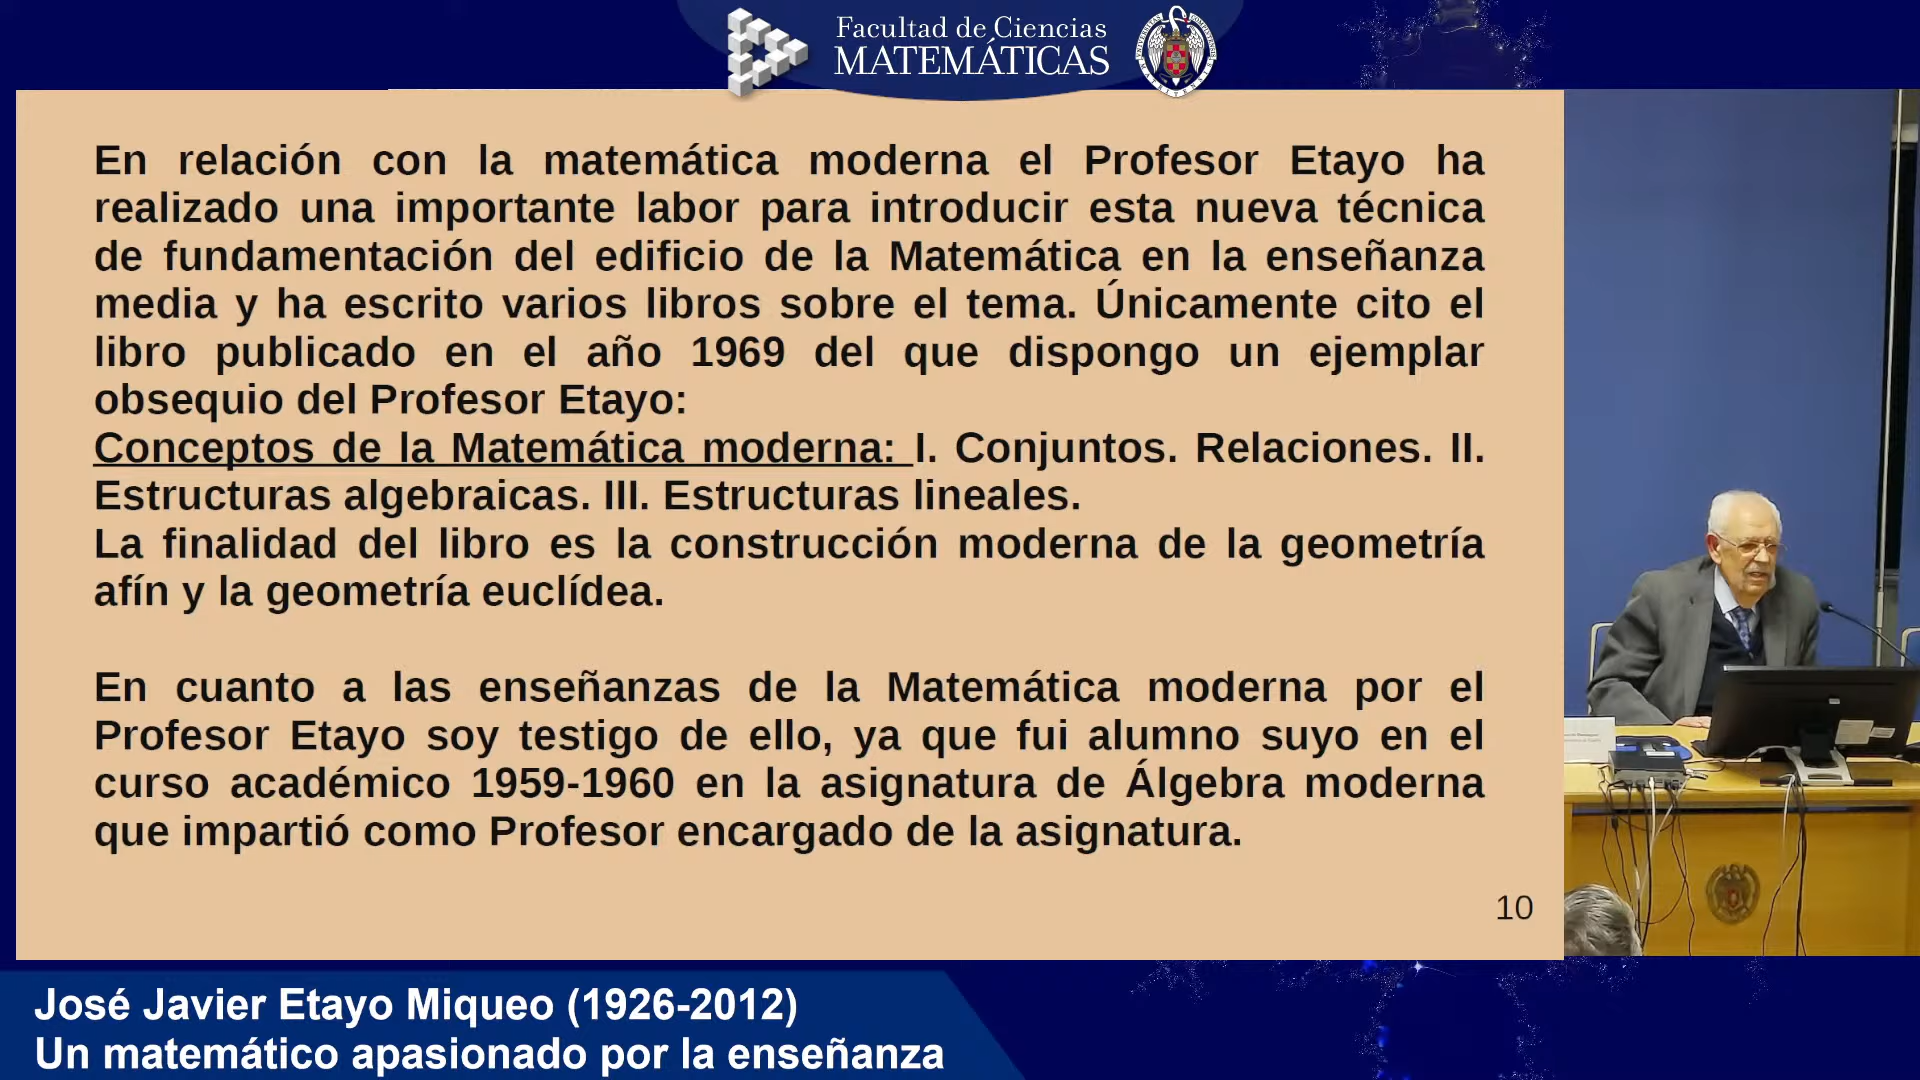 Facultad de Ciencias
MATEMÁTICAS
En relación con la matemática moderna el Profesor Etayo ha
realizado una importante labor para introducir esta nueva técnica
de fundamentación del edificio de la Matemática en la enseñanza
media y ha escrito varios libros sobre el tema. Únicamente cito el
libro publicado en el año 1969 del que dispongo un ejemplar
obsequio del Profesor Etayo:
Conceptos de la Matemática moderna: I. Conjuntos. Relaciones. II.
Estructuras algebraicas. III. Estructuras lineales.
La finalidad del libro es la construcción moderna de la geometría
afín y la geometría euclídea.
En cuanto a las enseñanzas de la Matemática moderna por el
Profesor Etayo soy testigo de ello, ya que fui alumno suyo en el
curso académico 1959-1960 en la asignatura de Álgebra moderna
que impartió como Profesor encargado de la asignatura.
10
José Javier Etayo Miqueo (1926-2012)
Un matemático apasionado por la enseñanza